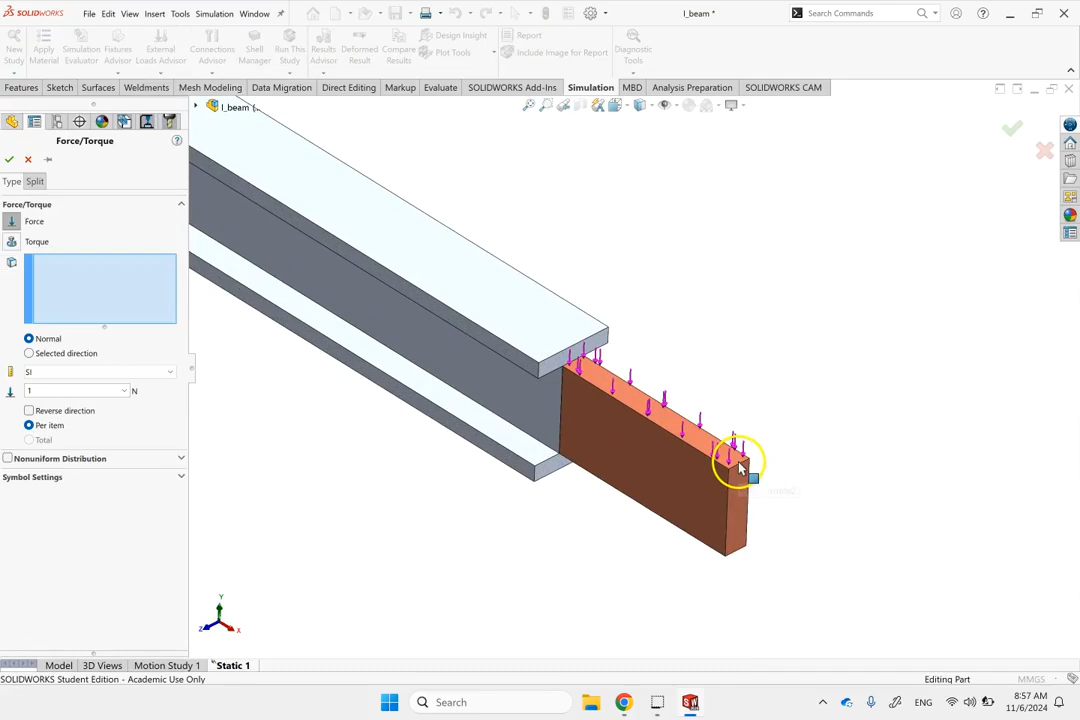 SOLIDWORKS File Edit View Insert Tools Simulation Window I_beam * Search Commands
New Study
Apply Material
Simulation Evaluator
Fixtures Advisor
External Loads Advisor
Connections Advisor
Shell Manager
Run This Study
Results Advisor
Deformed Result
Compare Results
Design Insight
Plot Tools
Report
Include Image for Report
Diagnostic Tools
Features Sketch Surfaces Weldments Mesh Modeling Data Migration Direct Editing Markup Evaluate SOLIDWORKS Add-Ins Simulation MBD Analysis Preparation SOLIDWORKS CAM
I_beam (.
Force/Torque
Type Split
Force/Torque
Force
Torque
Normal
Selected direction
SI
1 N
Reverse direction
Per item
Total
Nonuniform Distribution
Symbol Settings
Y
Z X
Model 3D Views Motion Study 1 Static 1
SOLIDWORKS Student Edition - Academic Use Only Editing Part MMGS
Search ENG 8:57 AM
11/6/2024